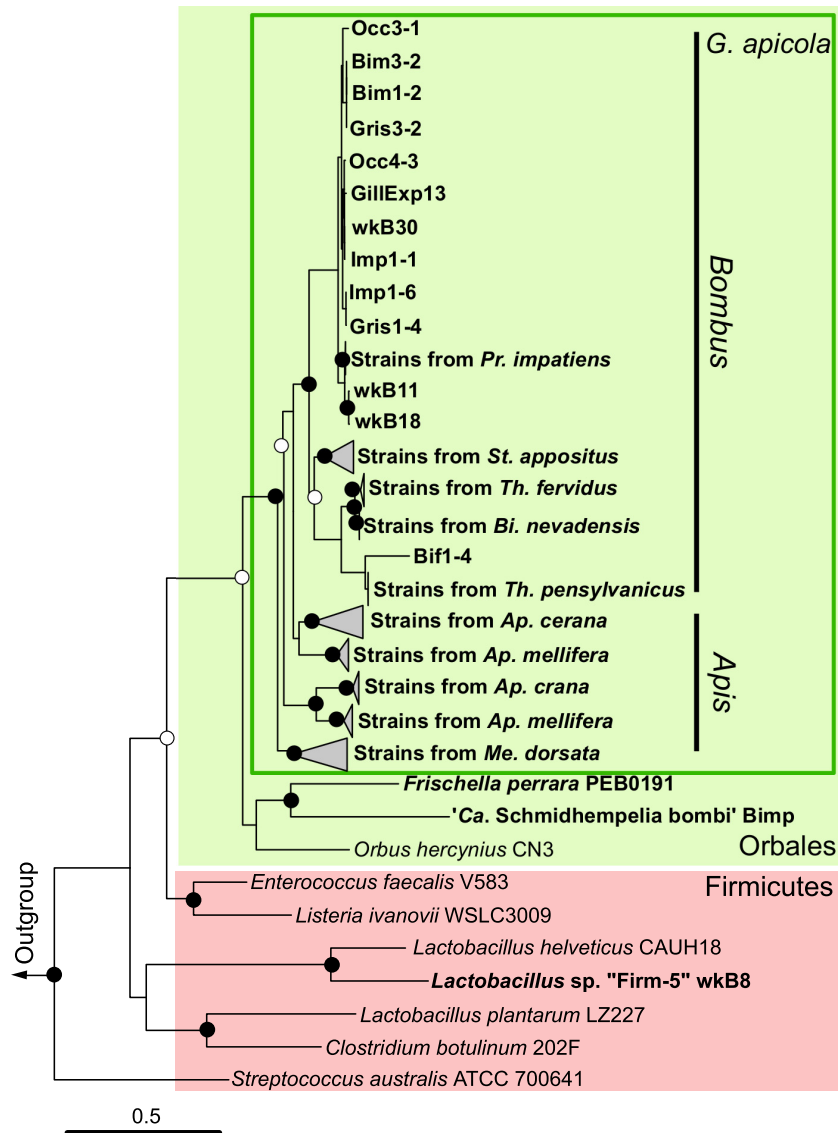 Occ3-1
G. apicola
Bim3-2
Bim1-2
Gris3-2
Occ4-3
GillExp13
wkB30
Imp1-1
Imp1-6
Gris1-4
Bombus
Strains from Pr. impatiens
wkB11
wkB18
Strains from St. appositus
Strains from Th. fervidus
Strains from Bi. nevadensis
Bif1-4
Strains from Th. pensylvanicus
Strains from Ap. cerana
Strains from Ap. mellifera
Apis
Strains from Ap. crana
Strains from Ap. mellifera
Strains from Me. dorsata
Frischella perrara PEB0191
'Ca. Schmidhempelia bombi' Bimp
Orbus hercynius CN3
Orbales
Enterococcus faecalis V583
Firmicutes
Listeria ivanovii WSLC3009
Outgroup
Lactobacillus helveticus CAUH18
Lactobacillus sp. "Firm-5" wkB8
Lactobacillus plantarum LZ227
Clostridium botulinum 202F
Streptococcus australis ATCC 700641
0.5